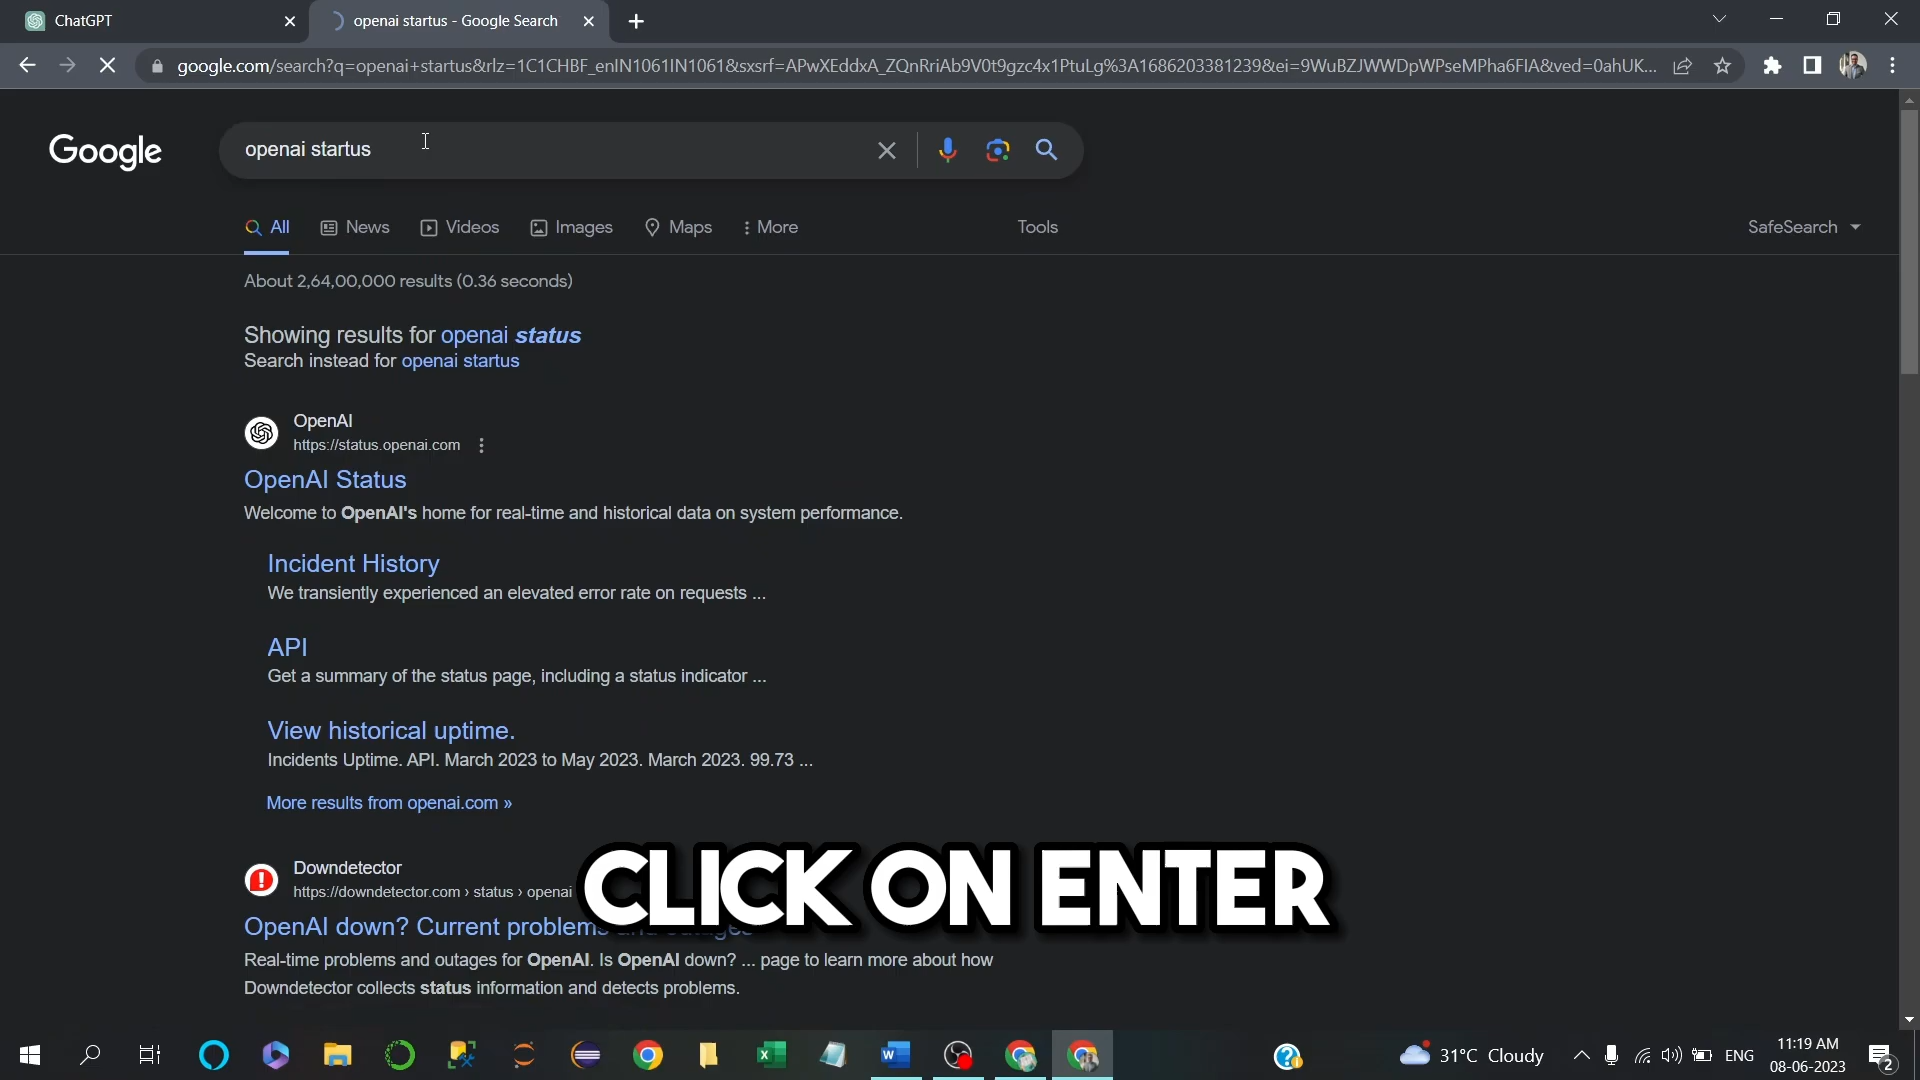 ChatGPT
openai startus - Google Search
google.com/search?q=openai+startus&rlz=1C1CHBF_enIN1061IN1061&sxsrf=APwXEddxA_ZQnRriAb9V0t9gzc4x1PtuLg%3A1686203381239&ei=9WuBZJWWDpWPseMPha6FIA&ved=0ahUK...
Google
openai startus
All
News
Videos
Images
Maps
More
Tools
SafeSearch
About 2,64,00,000 results (0.36 seconds)
Showing results for openai status
Search instead for openai startus
OpenAI
https://status.openai.com
OpenAI Status
Welcome to OpenAI's home for real-time and historical data on system performance.
Incident History
We transiently experienced an elevated error rate on requests ...
API
Get a summary of the status page, including a status indicator ...
View historical uptime.
Incidents Uptime. API. March 2023 to May 2023. March 2023. 99.73 ...
More results from openai.com »
Downdetector
https://downdetector.com › status › openai
CLICK ON ENTER
OpenAI down? Current problems and outages
Real-time problems and outages for OpenAI. Is OpenAI down? ... page to learn more about how
Downdetector collects status information and detects problems.
31°C Cloudy
ENG
11:19 AM
08-06-2023
2